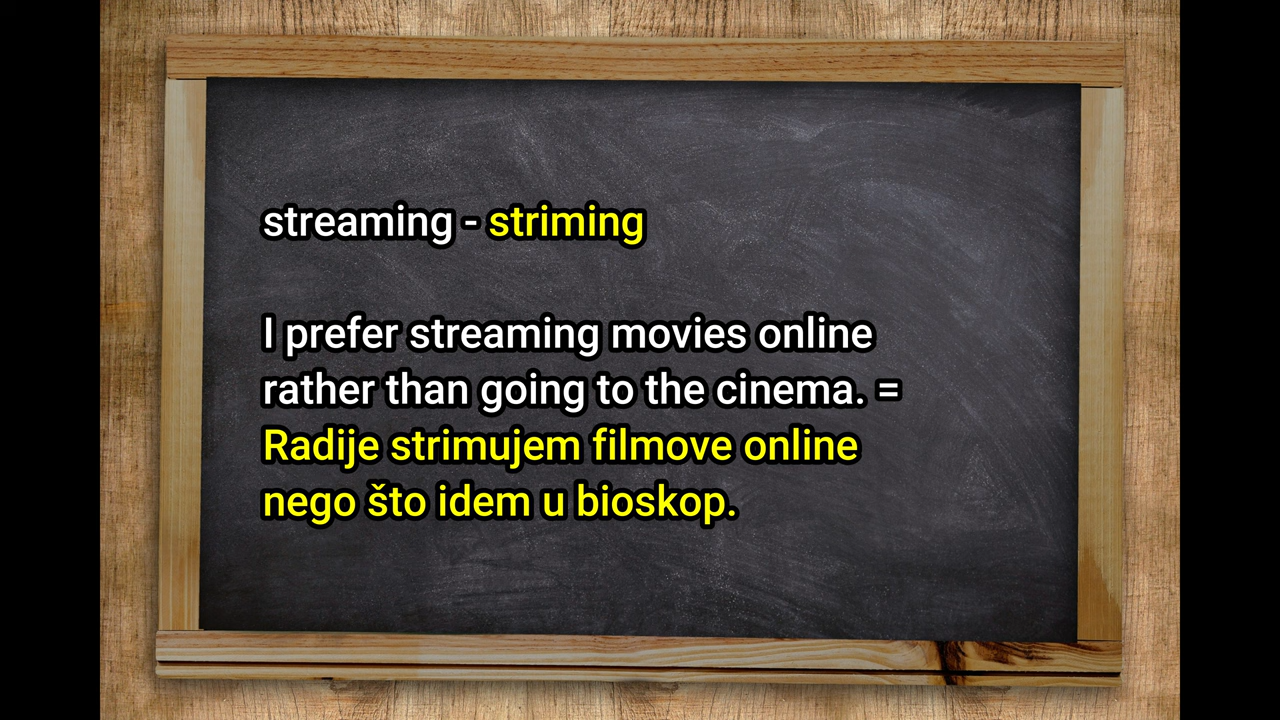 streaming - striming
I prefer streaming movies online
rather than going to the cinema. =
Radije strimujem filmove online
nego što idem u bioskop.